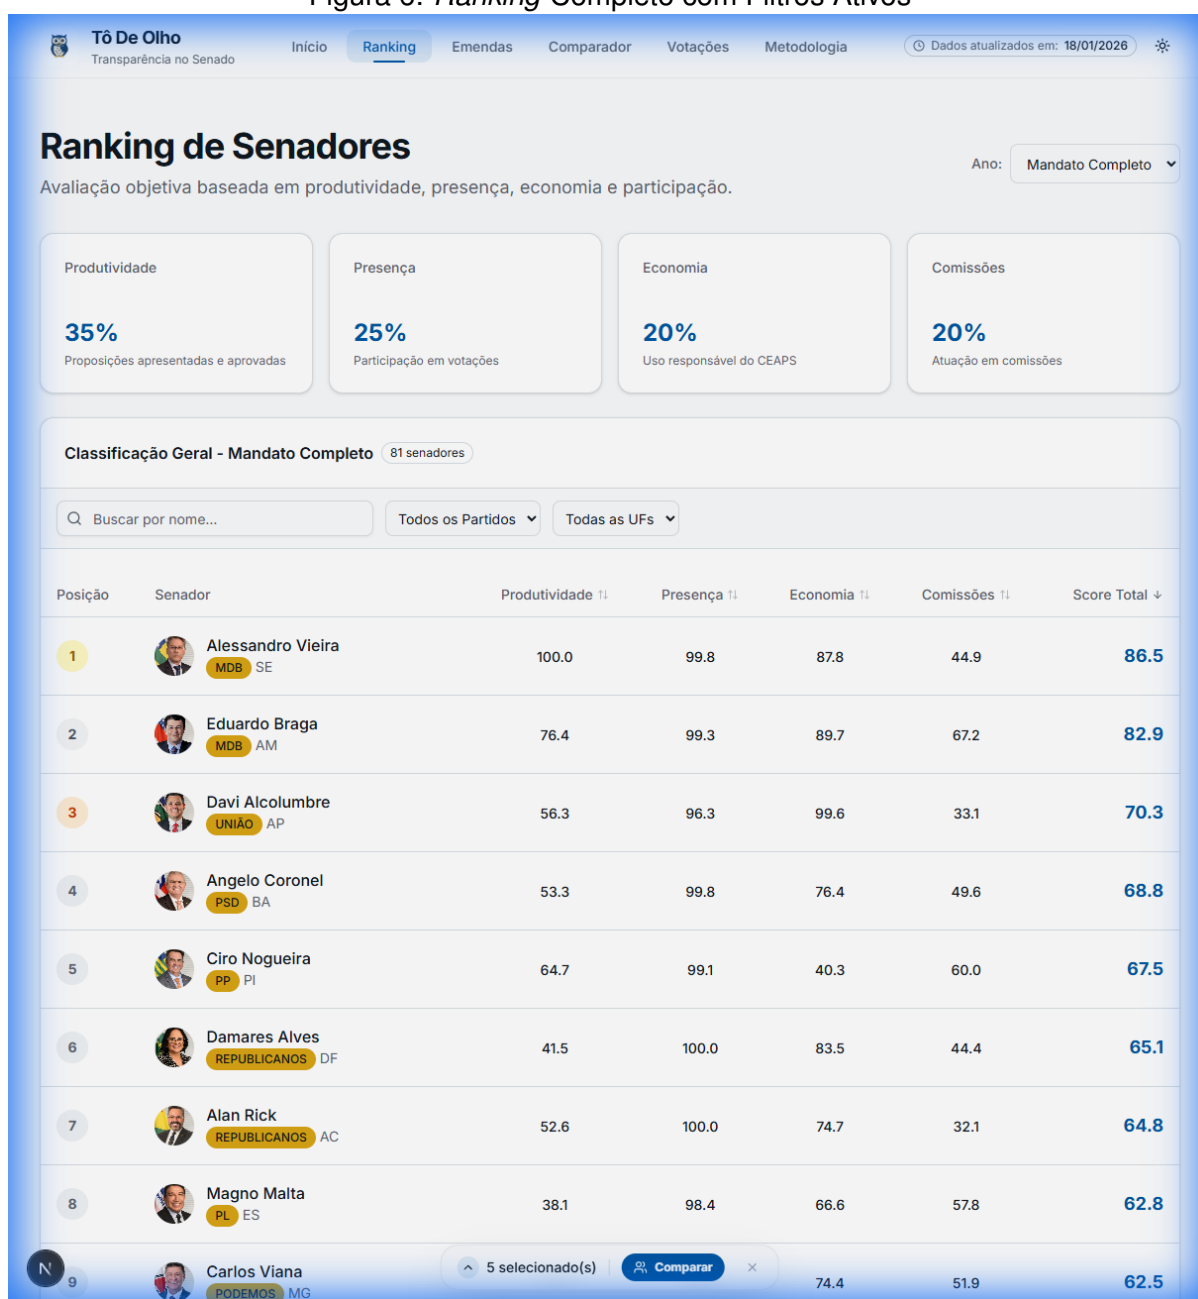 Figura 6: Ranking Completo com Filtros Ativos
Tô De Olho
Transparência no Senado
Início Ranking Emendas Comparador Votações Metodologia
Dados atualizados em: 18/01/2026
Ranking de Senadores
Avaliação objetiva baseada em produtividade, presença, economia e participação.
Ano: Mandato Completo
Produtividade Presença Economia Comissões
35% 25% 20% 20%
Proposições apresentadas e aprovadas Participação em votações Uso responsável do CEAPS Atuação em comissões
Classificação Geral - Mandato Completo 81 senadores
Buscar por nome... Todos os Partidos Todas as UFs
Posição Senador Produtividade Presença Economia Comissões Score Total
1 Alessandro Vieira 100.0 99.8 87.8 44.9 86.5
MDB SE
2 Eduardo Braga 76.4 99.3 89.7 67.2 82.9
MDB AM
3 Davi Alcolumbre 56.3 96.3 99.6 33.1 70.3
UNIÃO AP
4 Angelo Coronel 53.3 99.8 76.4 49.6 68.8
PSD BA
5 Ciro Nogueira 64.7 99.1 40.3 60.0 67.5
PP PI
6 Damares Alves 41.5 100.0 83.5 44.4 65.1
REPUBLICANOS DF
7 Alan Rick 52.6 100.0 74.7 32.1 64.8
REPUBLICANOS AC
8 Magno Malta 38.1 98.4 66.6 57.8 62.8
PL ES
9 Carlos Viana 74.4 51.9 62.5
PODEMOS MG
5 selecionado(s) Comparar
N